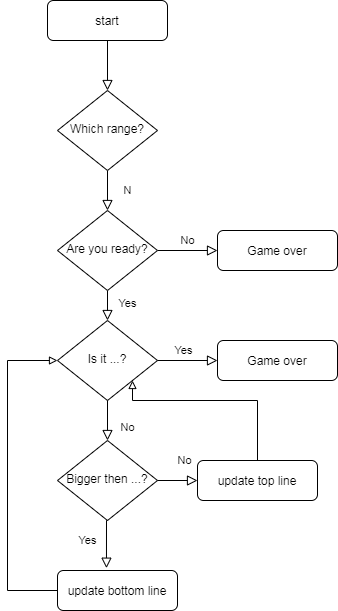 start
Which range?
N
Are you ready?
No
Game over
Yes
Is it ...?
Yes
Game over
No
Bigger then ...?
No
update top line
Yes
update bottom line